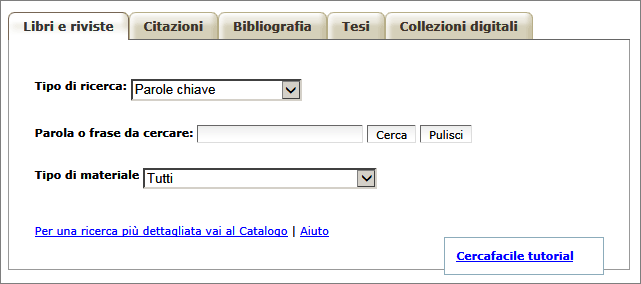 Libri e riviste Citazioni Bibliografia Tesi Collezioni digitali
Tipo di ricerca: Parole chiave
Parola o frase da cercare: Cerca Pulisci
Tipo di materiale Tutti
Per una ricerca più dettagliata vai al Catalogo | Aiuto
Cercafacile tutorial